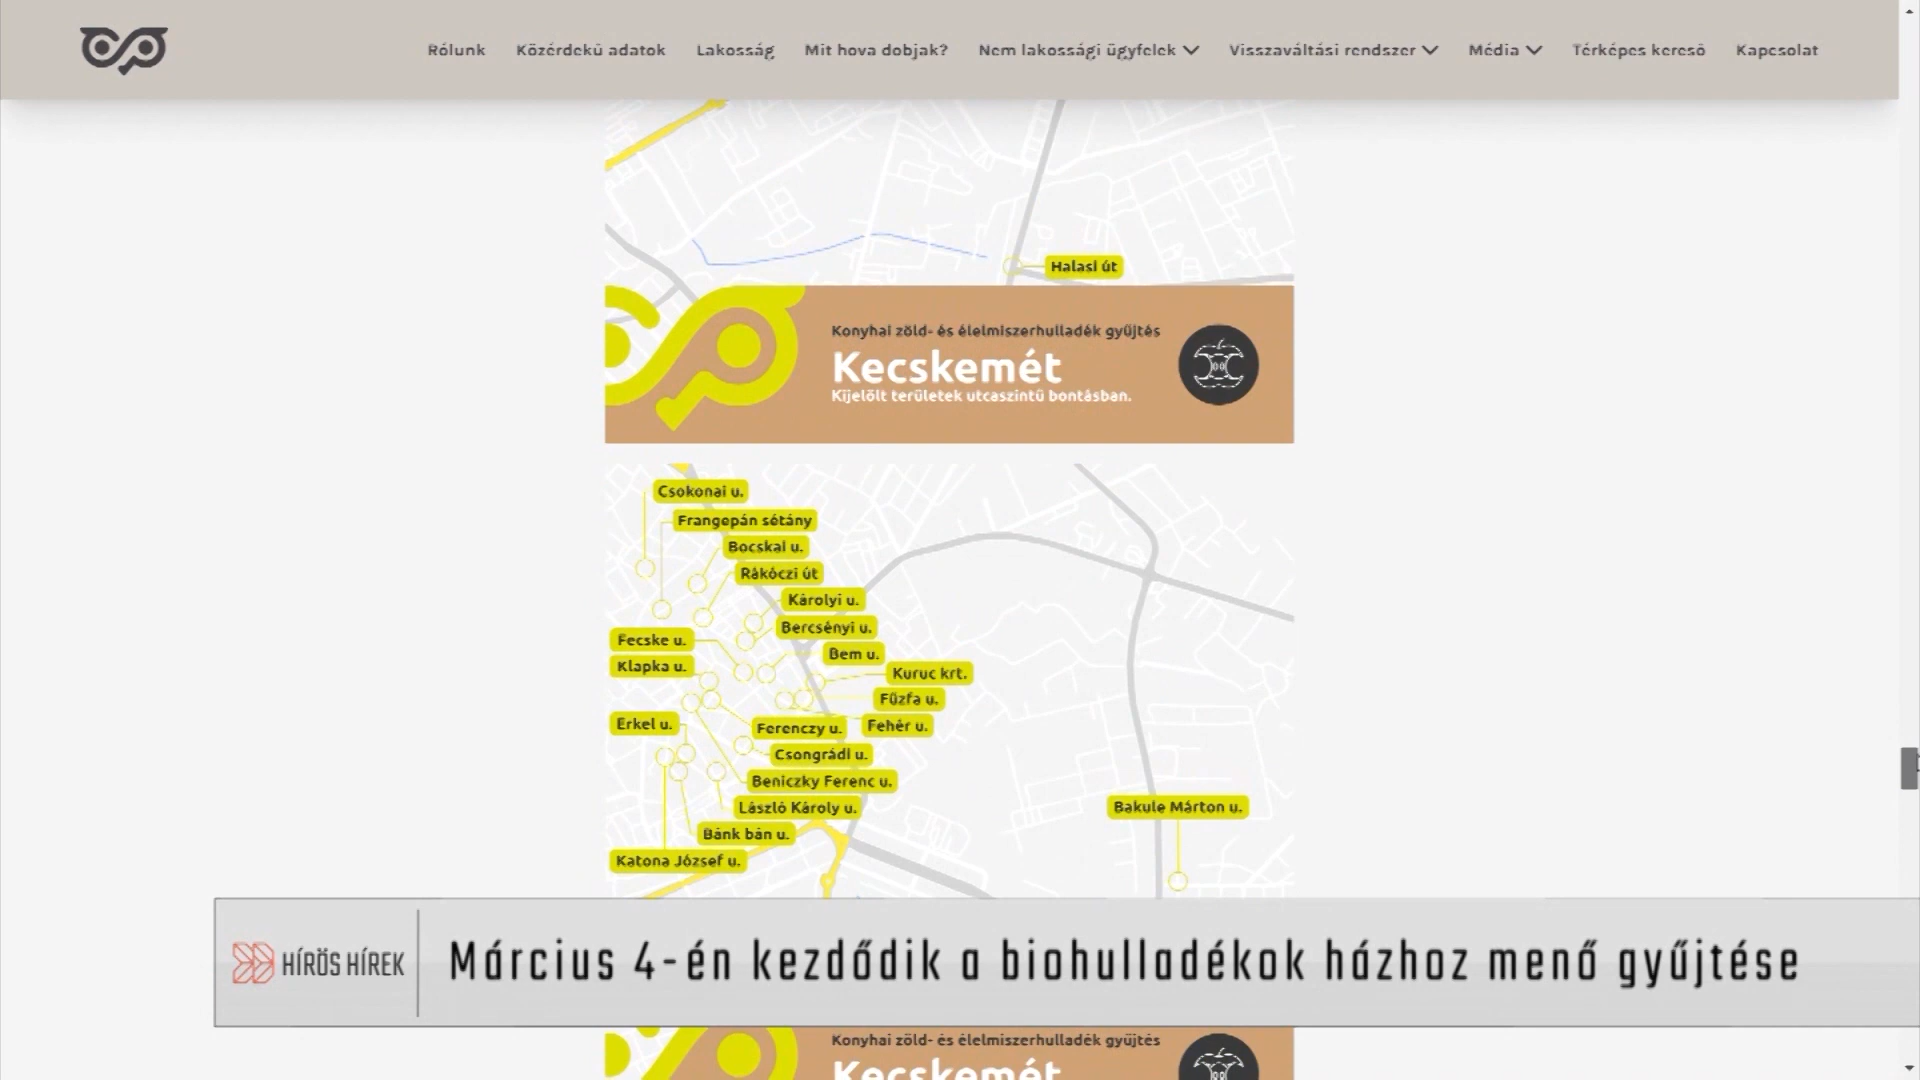 Rólunk
Közérdekű adatok
Lakosság
Mit hova dobjak?
Nem lakossági ügyfelek
Visszaváltási rendszer
Média
Térképes kereső
Kapcsolat
Halasi út
Konyhai zöld- és élelmiszerhulladék gyűjtés
Kecskemét
Kijelölt területek utcaszintű bontásban.
Csokonai u.
Frangepán sétány
Bocskai u.
Rákóczi út
Károlyi u.
Bercsényi u.
Fecske u.
Bem u.
Klapka u.
Kuruc krt.
Fűzfa u.
Erkel u.
Ferenczy u.
Fehér u.
Csongrádi u.
Beniczky Ferenc u.
László Károly u.
Bakule Márton u.
Bánk bán u.
Katona József u.
HÍRÖS HÍREK
Március 4-én kezdődik a biohulladékok házhoz menő gyűjtése
Konyhai zöld- és élelmiszerhulladék gyűjtés
Kecskemét